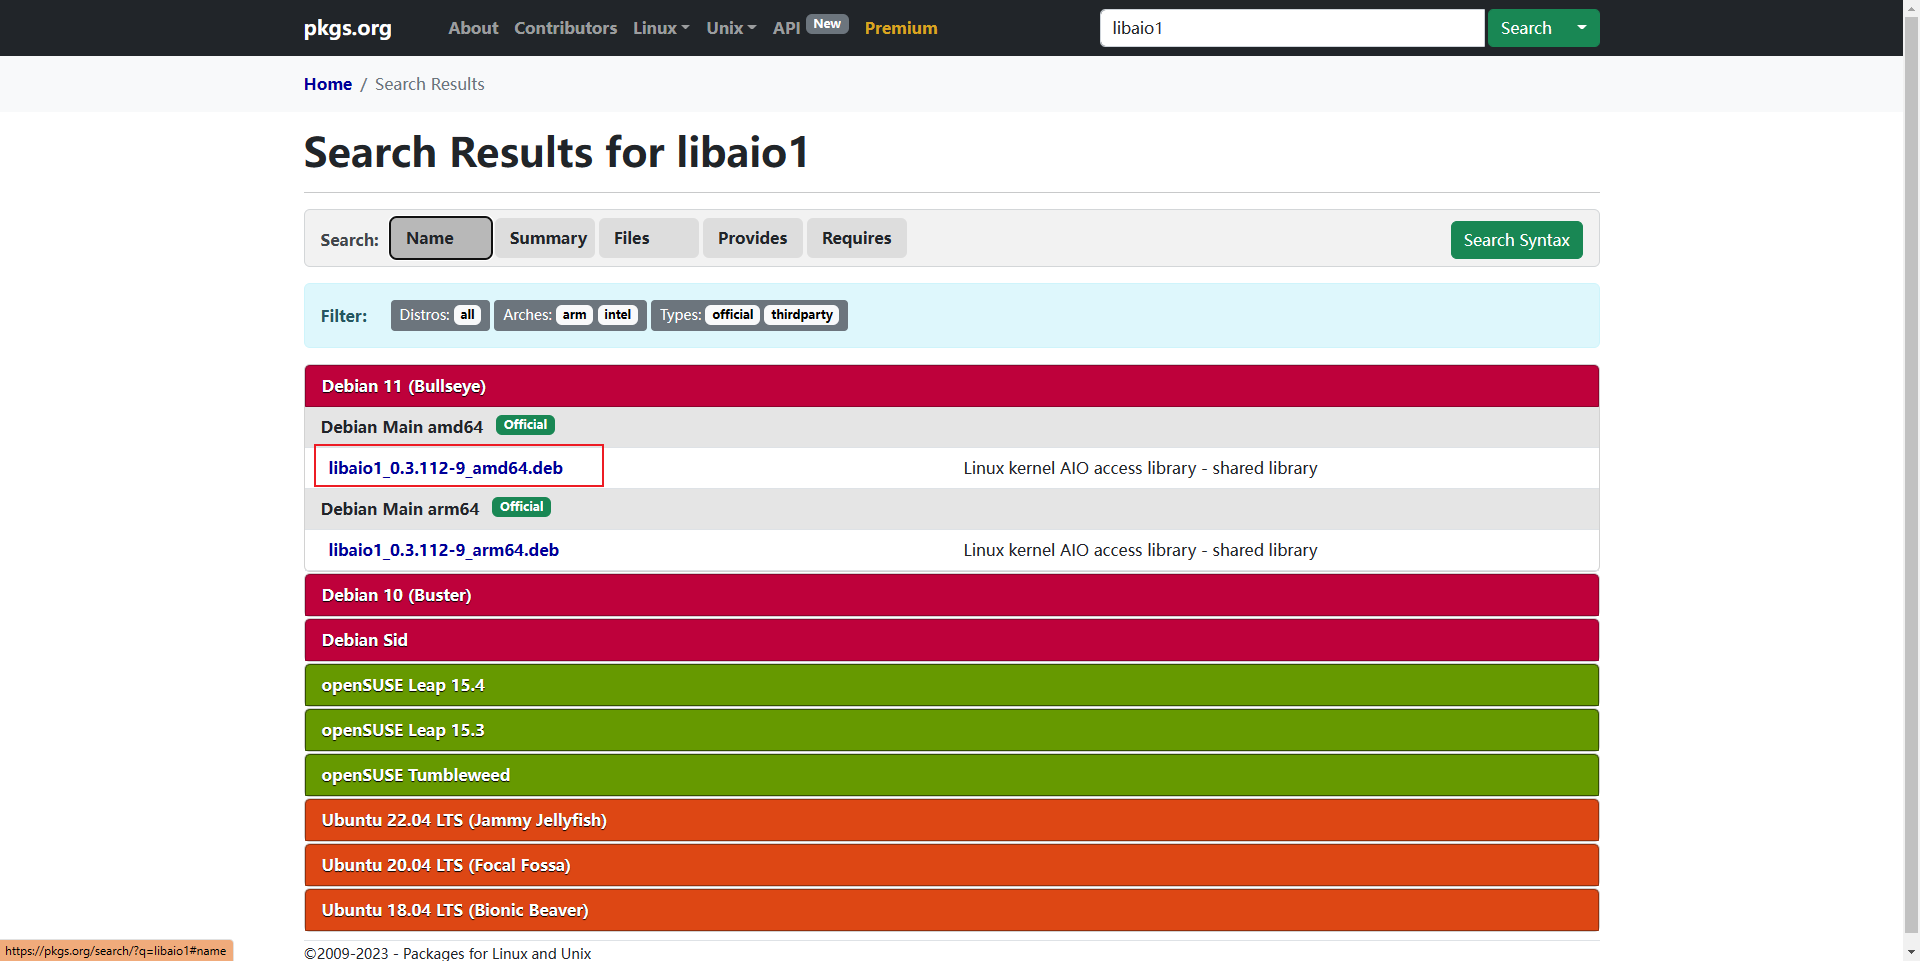 pkgs.org About Contributors Linux Unix API New Premium libaio1 Search
Home / Search Results
Search Results for libaio1
Search: Name Summary Files Provides Requires Search Syntax
Filter: Distros: all Arches: arm intel Types: official thirdparty
Debian 11 (Bullseye)
Debian Main amd64 Official
libaio1_0.3.112-9_amd64.deb Linux kernel AIO access library - shared library
Debian Main arm64 Official
libaio1_0.3.112-9_arm64.deb Linux kernel AIO access library - shared library
Debian 10 (Buster)
Debian Sid
openSUSE Leap 15.4
openSUSE Leap 15.3
openSUSE Tumbleweed
Ubuntu 22.04 LTS (Jammy Jellyfish)
Ubuntu 20.04 LTS (Focal Fossa)
Ubuntu 18.04 LTS (Bionic Beaver)
https://pkgs.org/search/?q=libaio1#name
©2009-2023 - Packages for Linux and Unix